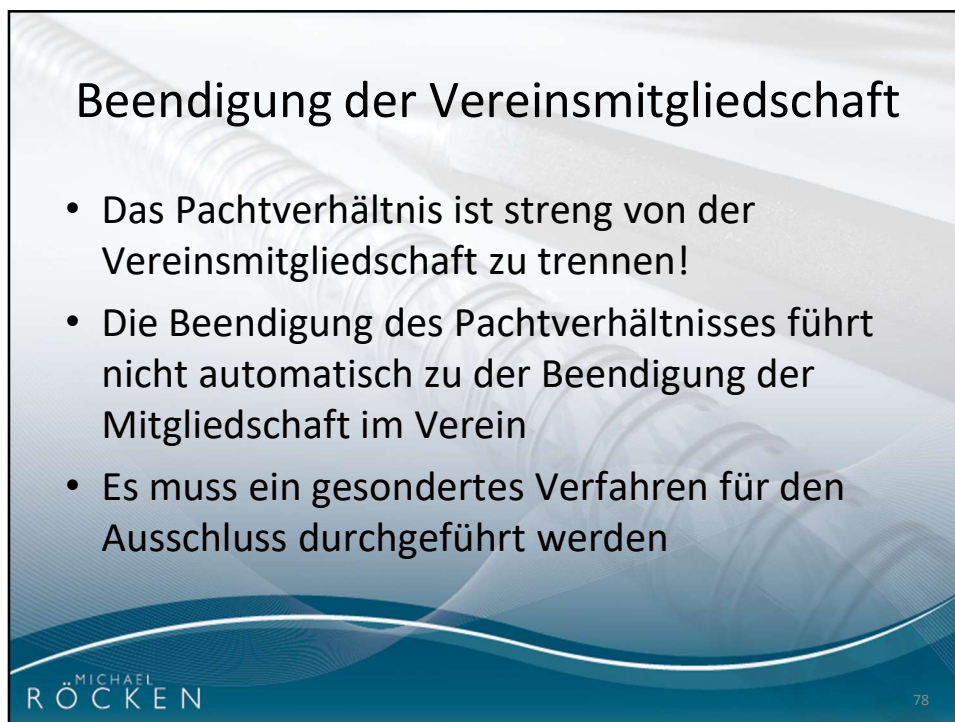 Beendigung der Vereinsmitgliedschaft
• Das Pachtverhältnis ist streng von der
Vereinsmitgliedschaft zu trennen!
• Die Beendigung des Pachtverhältnisses führt
nicht automatisch zu der Beendigung der
Mitgliedschaft im Verein
• Es muss ein gesondertes Verfahren für den
Ausschluss durchgeführt werden
MICHAEL
RÖCKEN
78